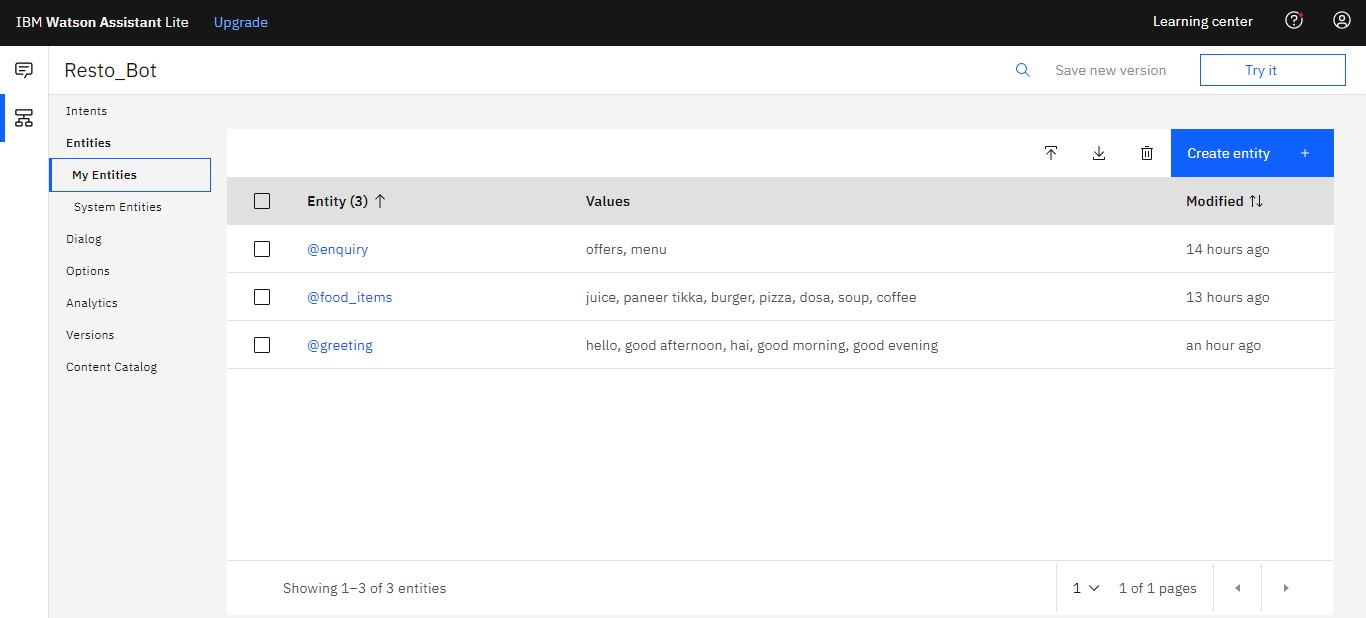 IBM Watson Assistant Lite Upgrade Learning center
Resto_Bot Save new version Try it
Intents
Entities
My Entities
System Entities
Dialog
Options
Analytics
Versions
Content Catalog
Create entity +
Entity (3) Values Modified
@enquiry offers, menu 14 hours ago
@food_items juice, paneer tikka, burger, pizza, dosa, soup, coffee 13 hours ago
@greeting hello, good afternoon, hai, good morning, good evening an hour ago
Showing 1–3 of 3 entities 1 1 of 1 pages